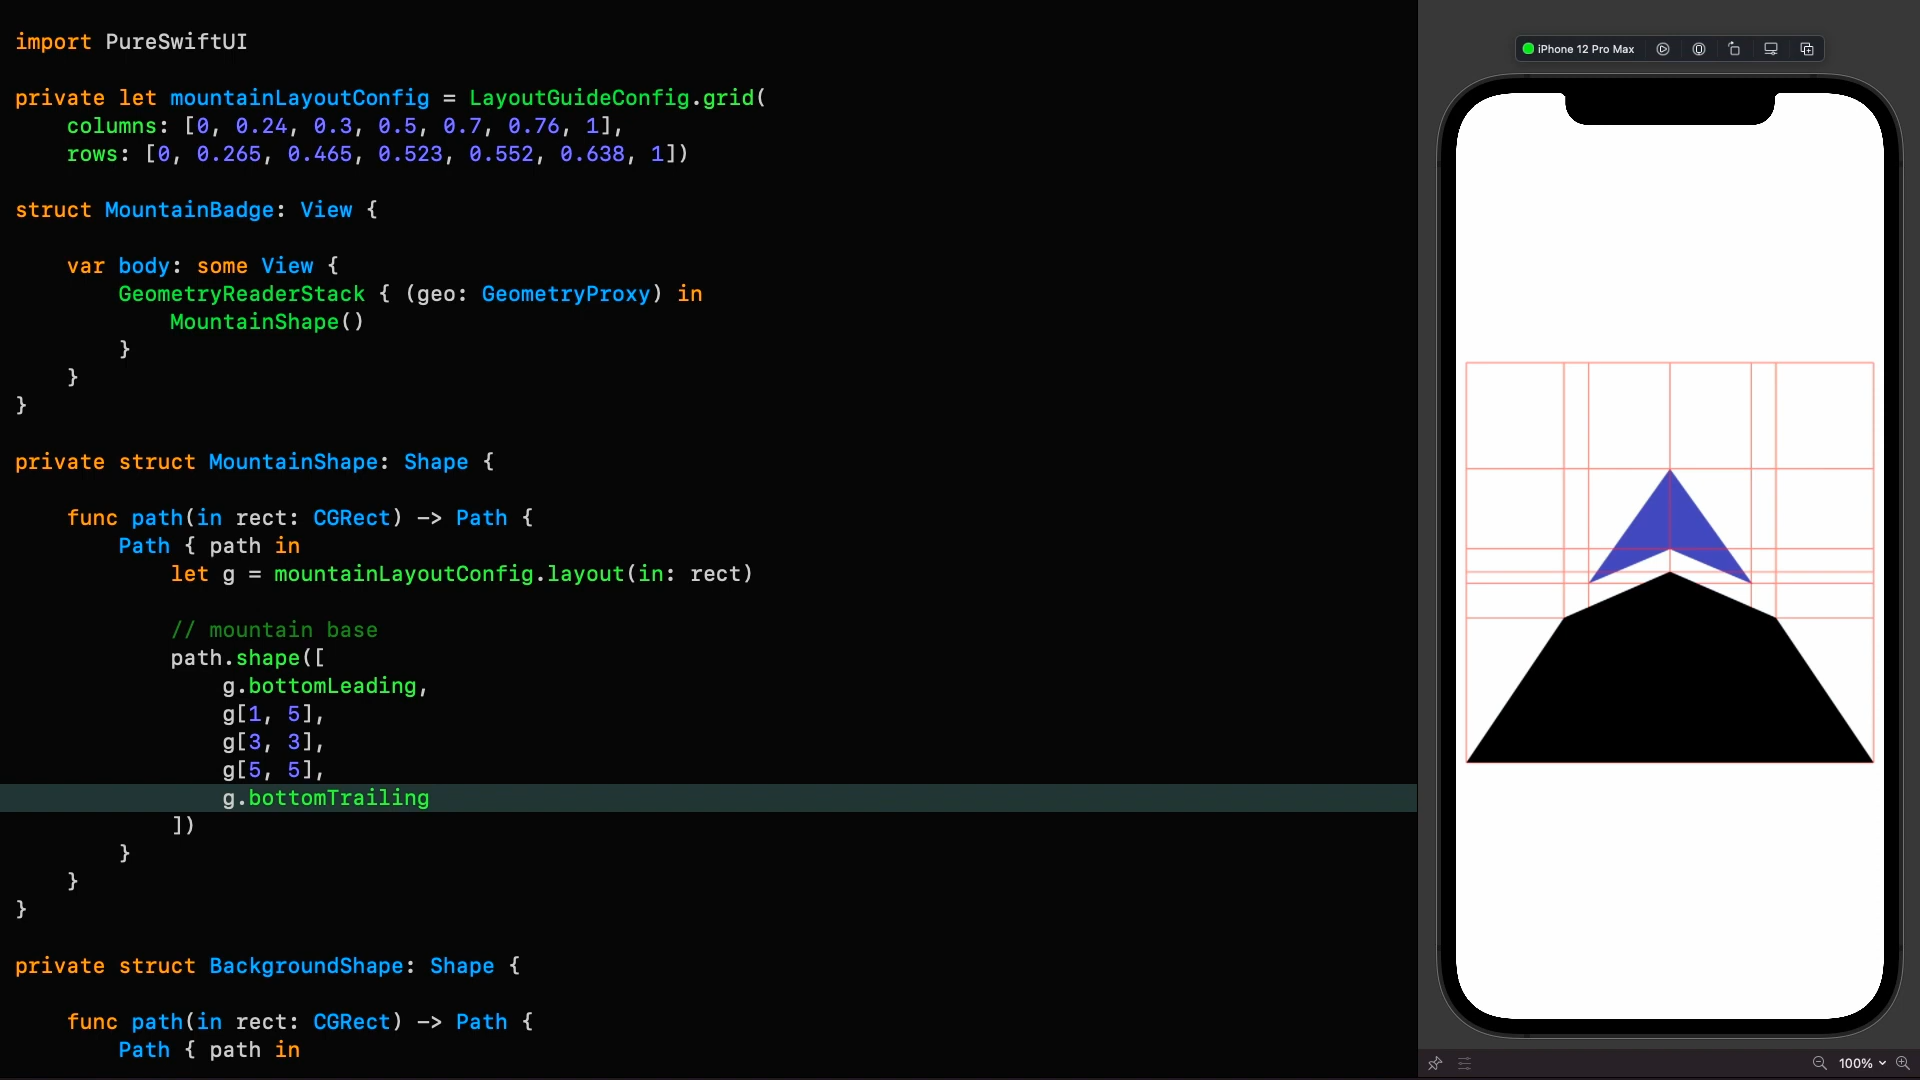 import PureSwiftUI
private let mountainLayoutConfig = LayoutGuideConfig.grid(
    columns: [0, 0.24, 0.3, 0.5, 0.7, 0.76, 1],
    rows: [0, 0.265, 0.465, 0.523, 0.552, 0.638, 1])
struct MountainBadge: View {
    var body: some View {
        GeometryReaderStack { (geo: GeometryProxy) in
            MountainShape()
        }
    }
}
private struct MountainShape: Shape {
    func path(in rect: CGRect) -> Path {
        Path { path in
            let g = mountainLayoutConfig.layout(in: rect)
            // mountain base
            path.shape([
                g.bottomLeading,
                g[1, 5],
                g[3, 3],
                g[5, 5],
                g.bottomTrailing
            ])
        }
    }
}
private struct BackgroundShape: Shape {
    func path(in rect: CGRect) -> Path {
        Path { path in
iPhone 12 Pro Max
100%